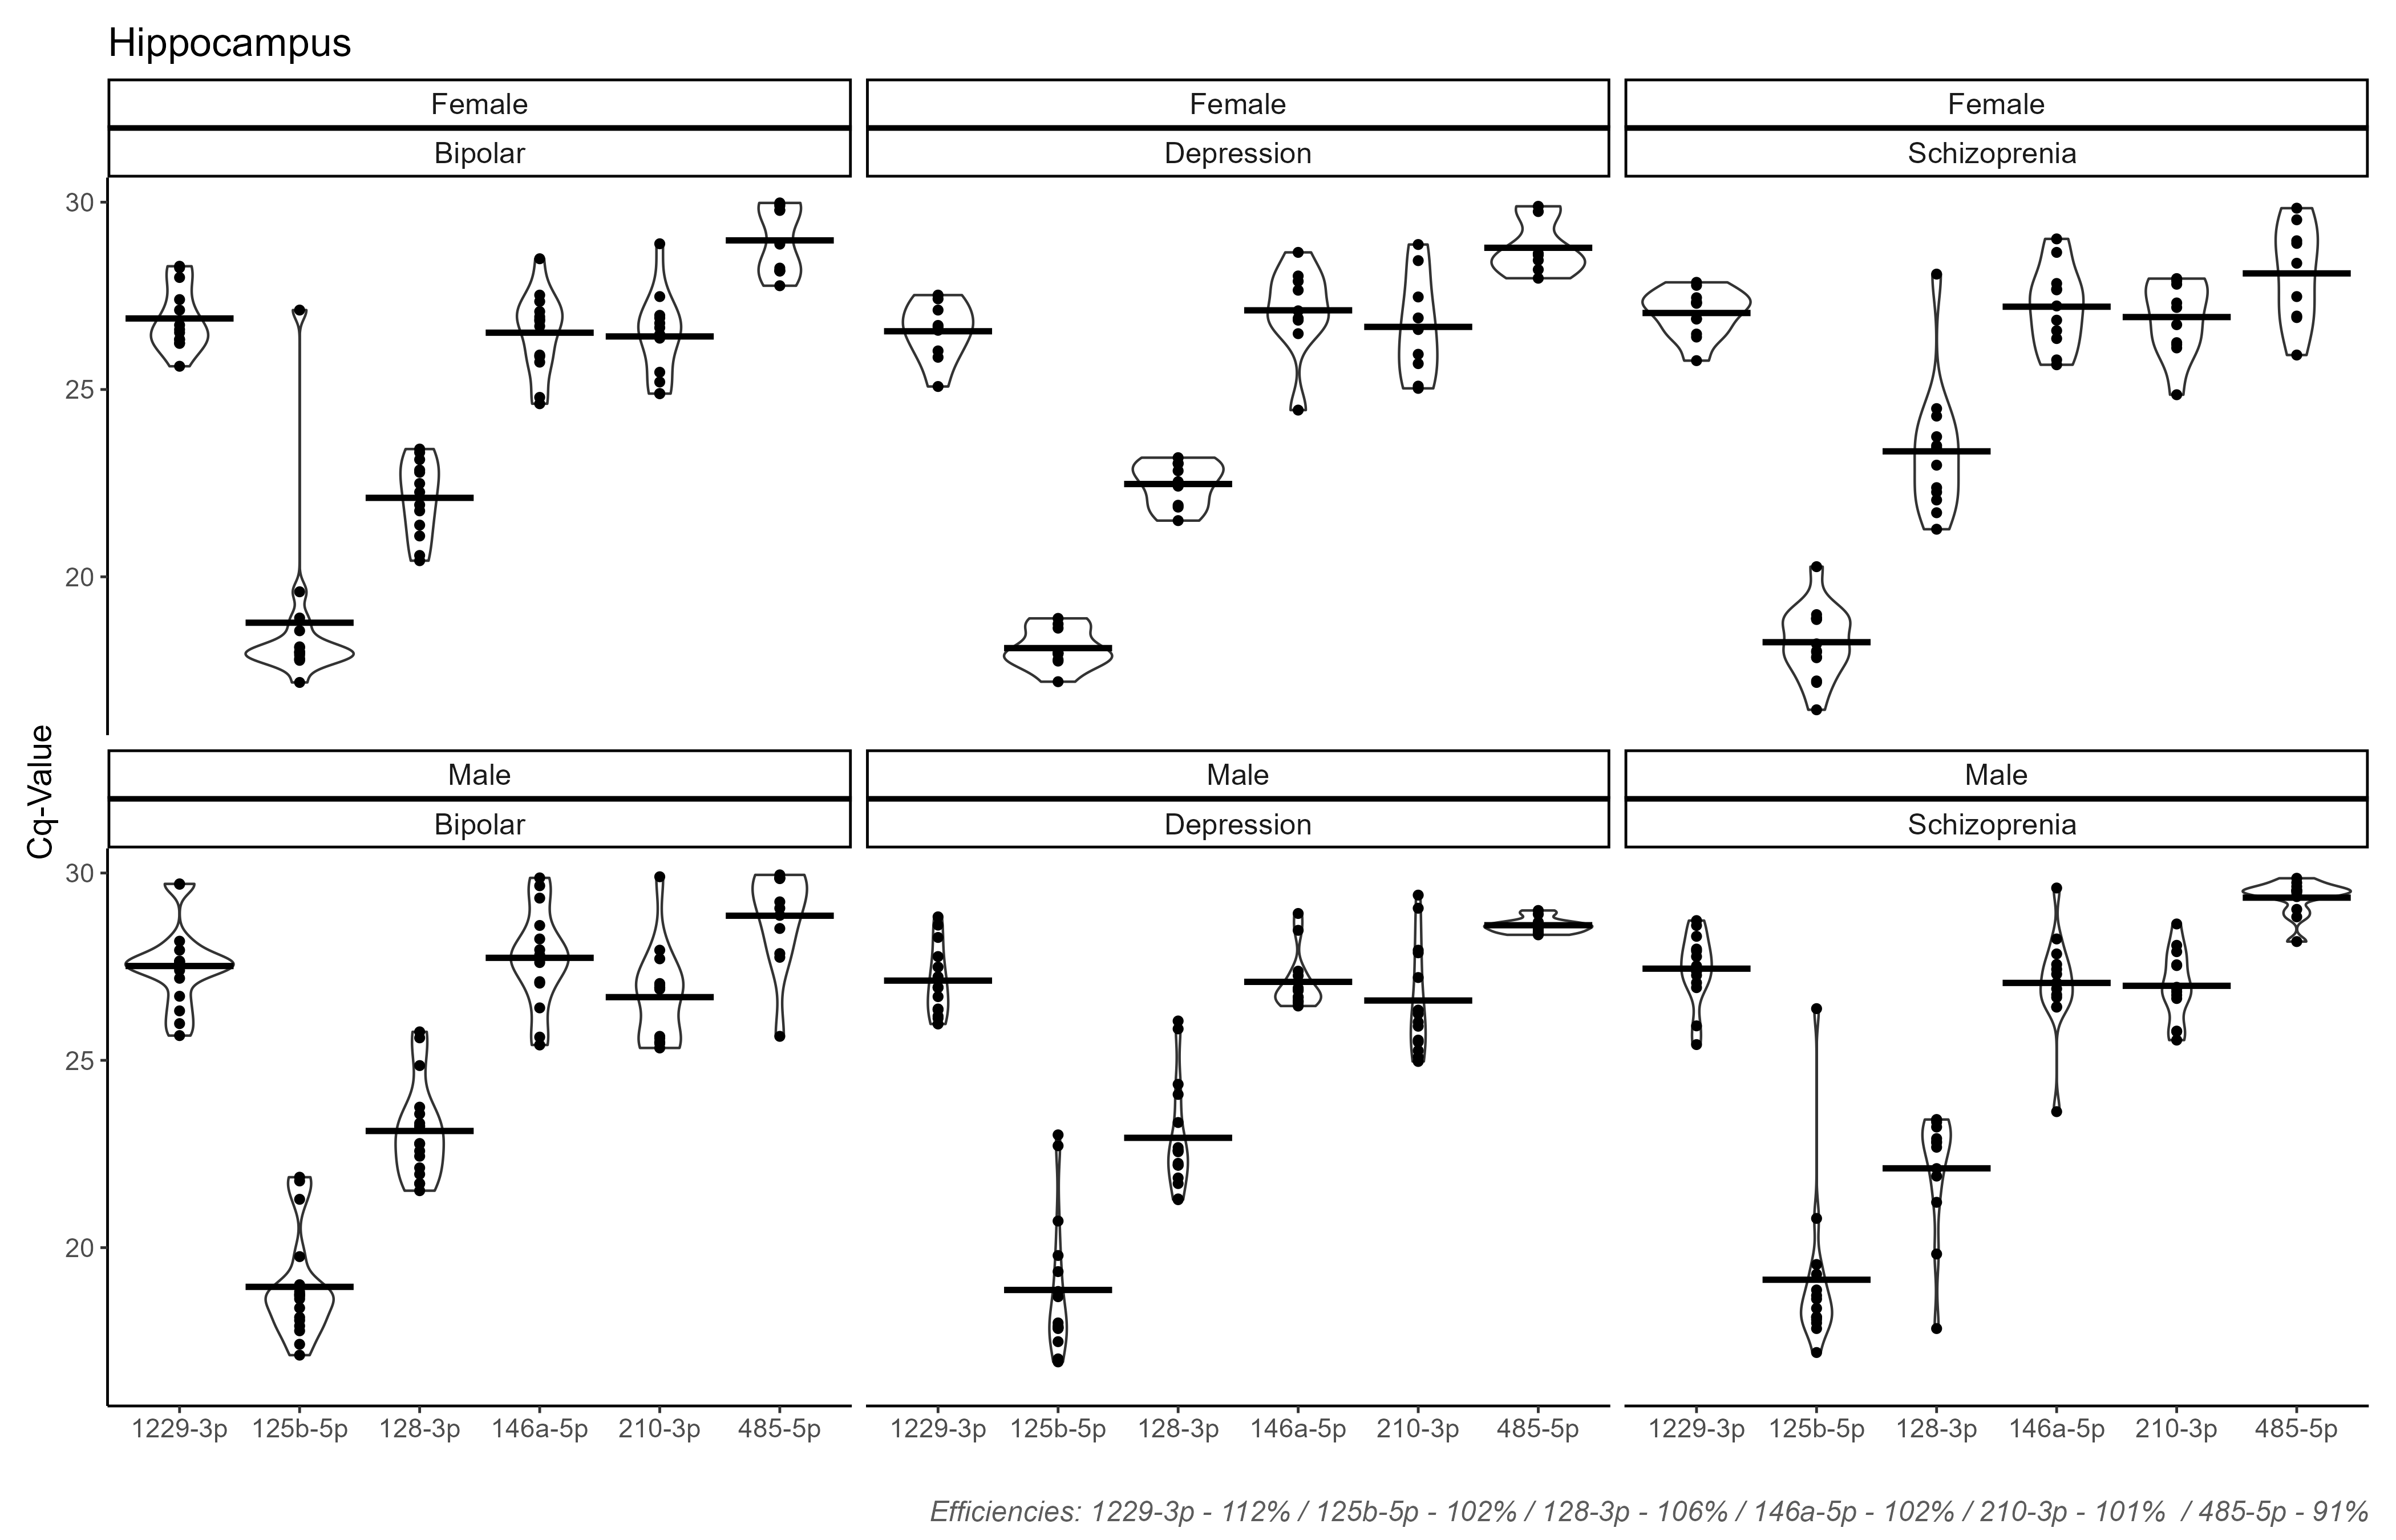 Hippocampus
Female
Female
Female
Bipolar
Depression
Schizoprenia
30
25
20
Cq-Value
Male
Male
Male
Bipolar
Depression
Schizoprenia
30
25
20
1229-3p 125b-5p 128-3p 146a-5p 210-3p 485-5p
1229-3p 125b-5p 128-3p 146a-5p 210-3p 485-5p
1229-3p 125b-5p 128-3p 146a-5p 210-3p 485-5p
Efficiencies: 1229-3p - 112% / 125b-5p - 102% / 128-3p - 106% / 146a-5p - 102% / 210-3p - 101%  / 485-5p - 91%